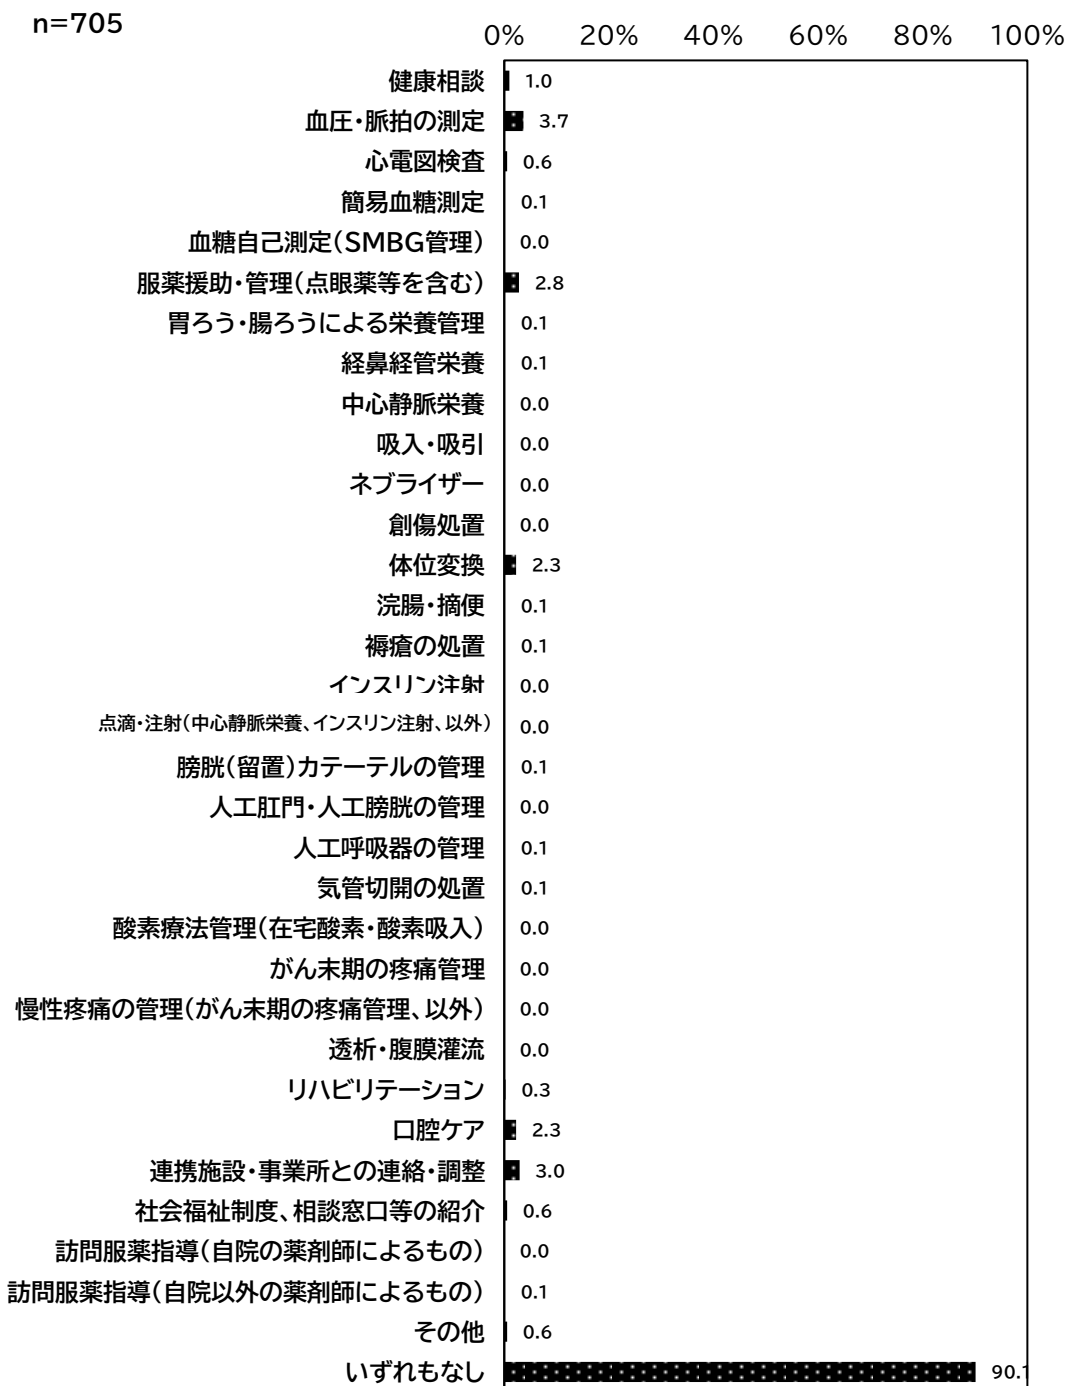 n=705
0% 20% 40% 60% 80% 100%
健康相談 1.0
血圧・脈拍の測定 3.7
心電図検査 0.6
簡易血糖測定 0.1
血糖自己測定(SMBG管理) 0.0
服薬援助・管理(点眼薬等を含む) 2.8
胃ろう・腸ろうによる栄養管理 0.1
経鼻経管栄養 0.1
中心静脈栄養 0.0
吸入・吸引 0.0
ネブライザー 0.0
創傷処置 0.0
体位変換 2.3
浣腸・摘便 0.1
褥瘡の処置 0.1
インスリン注射 0.0
点滴・注射(中心静脈栄養、インスリン注射、以外) 0.0
膀胱(留置)カテーテルの管理 0.1
人工肛門・人工膀胱の管理 0.0
人工呼吸器の管理 0.1
気管切開の処置 0.1
酸素療法管理(在宅酸素・酸素吸入) 0.0
がん末期の疼痛管理 0.0
慢性疼痛の管理(がん末期の疼痛管理、以外) 0.0
透析・腹膜灌流 0.0
リハビリテーション 0.3
口腔ケア 2.3
連携施設・事業所との連絡・調整 3.0
社会福祉制度、相談窓口等の紹介 0.6
訪問服薬指導(自院の薬剤師によるもの) 0.0
訪問服薬指導(自院以外の薬剤師によるもの) 0.1
その他 0.6
いずれもなし 90.1